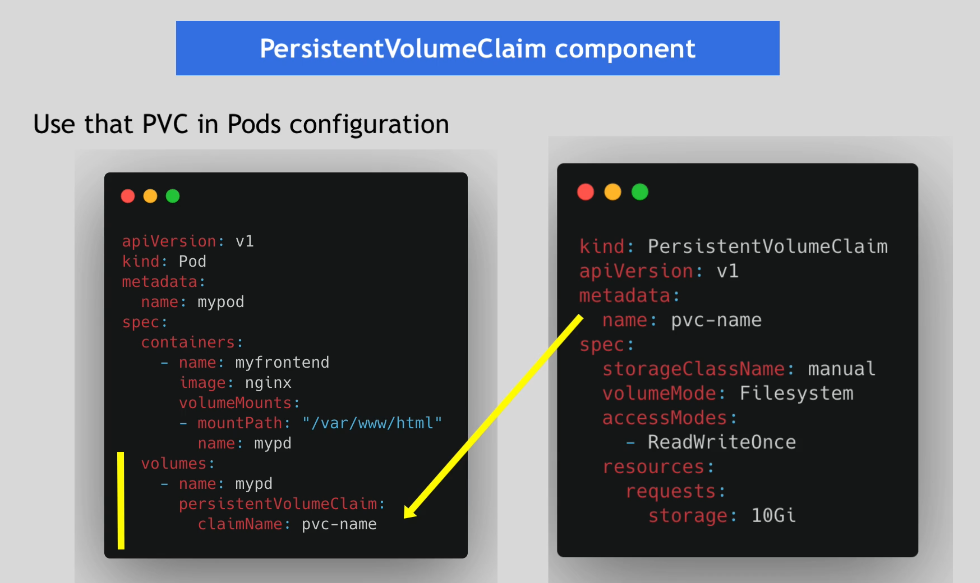 PersistentVolumeClaim component
Use that PVC in Pods configuration
apiVersion: v1
kind: Pod
metadata:
  name: mypod
spec:
  containers:
    - name: myfrontend
      image: nginx
      volumeMounts:
      - mountPath: "/var/www/html"
        name: mypd
  volumes:
    - name: mypd
      persistentVolumeClaim:
        claimName: pvc-name
kind: PersistentVolumeClaim
apiVersion: v1
metadata:
  name: pvc-name
spec:
  storageClassName: manual
  volumeMode: Filesystem
  accessModes:
    - ReadWriteOnce
  resources:
    requests:
      storage: 10Gi